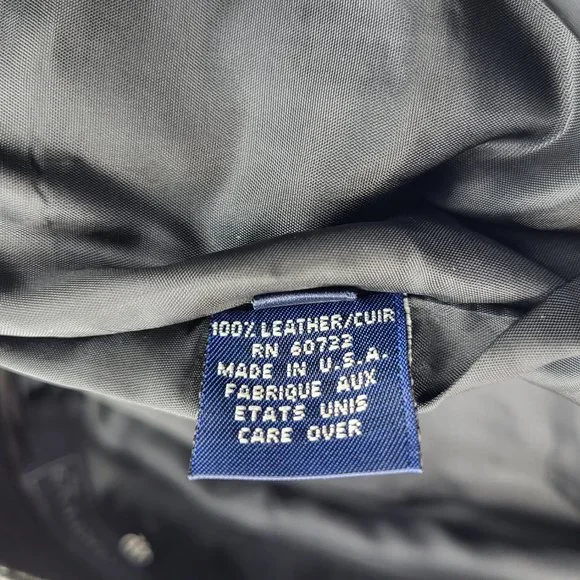 100% LEATHER/CUIR
RN 60722
MADE IN U.S.A.
FABRIQUE AUX
ETATS UNIS
CARE OVER